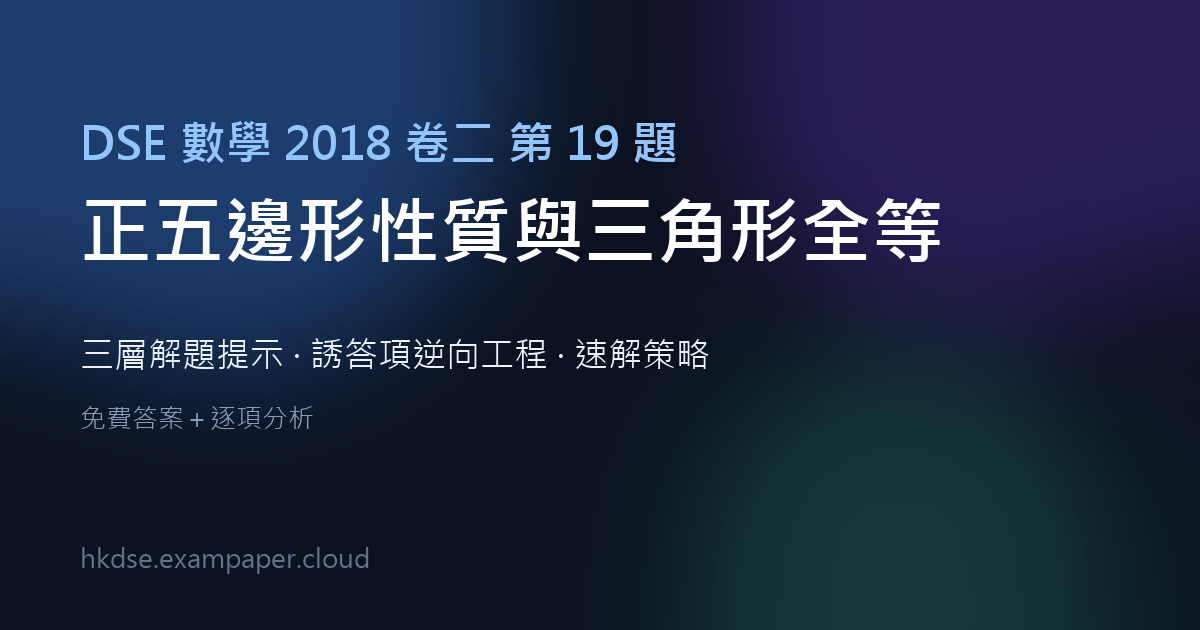 DSE 數學 2018 卷二 第 19 題
正五邊形性質與三角形全等
三層解題提示 · 誘答項逆向工程 · 速解策略
免費答案 + 逐項分析
hkdse.exampaper.cloud